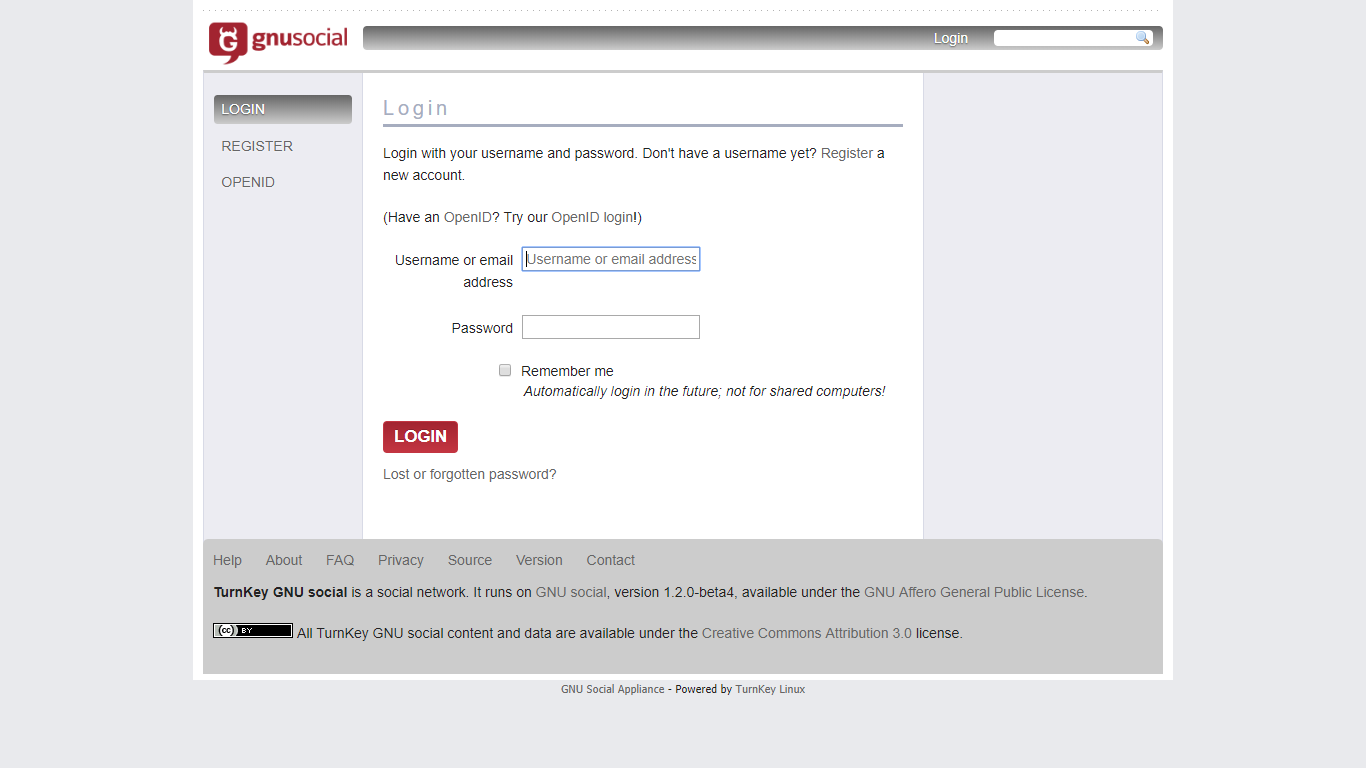 gnusocial
Login
LOGIN
REGISTER
OPENID
Login
Login with your username and password. Don't have a username yet? Register a
new account.
(Have an OpenID? Try our OpenID login!)
Username or email
address
Username or email address
Password
Remember me
Automatically login in the future; not for shared computers!
LOGIN
Lost or forgotten password?
Help About FAQ Privacy Source Version Contact
TurnKey GNU social is a social network. It runs on GNU social, version 1.2.0-beta4, available under the GNU Affero General Public License.
cc BY All TurnKey GNU social content and data are available under the Creative Commons Attribution 3.0 license.
GNU Social Appliance - Powered by TurnKey Linux